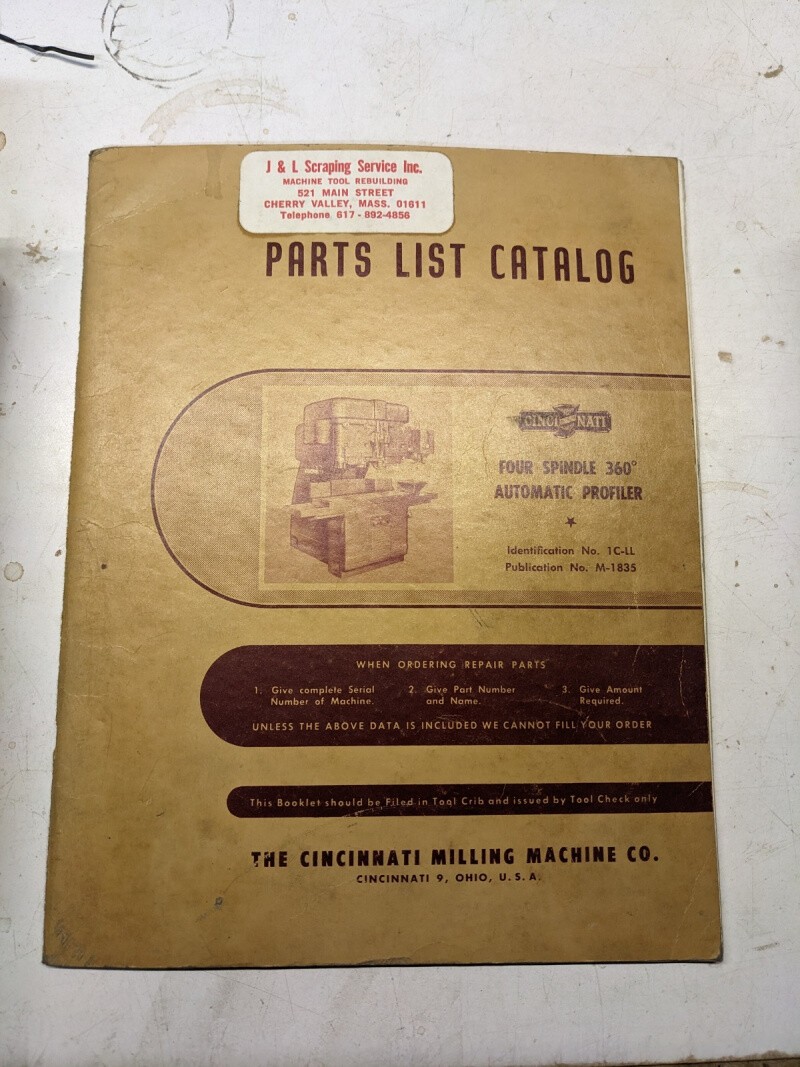 J & L Scraping Service Inc.
MACHINE TOOL REBUILDING
521 MAIN STREET
CHERRY VALLEY, MASS. 01611
Telephone 617 - 892-4856
PARTS LIST CATALOG
CINCINNATI
FOUR SPINDLE 360°
AUTOMATIC PROFILER
Identification No. 1C-LL
Publication No. M-1835
WHEN ORDERING REPAIR PARTS
1. Give complete Serial Number of Machine.
2. Give Part Number and Name.
3. Give Amount Required.
UNLESS THE ABOVE DATA IS INCLUDED WE CANNOT FILL YOUR ORDER
This Booklet should be Filed in Tool Crib and issued by Tool Check only
THE CINCINNATI MILLING MACHINE CO.
CINCINNATI 9, OHIO, U.S.A.